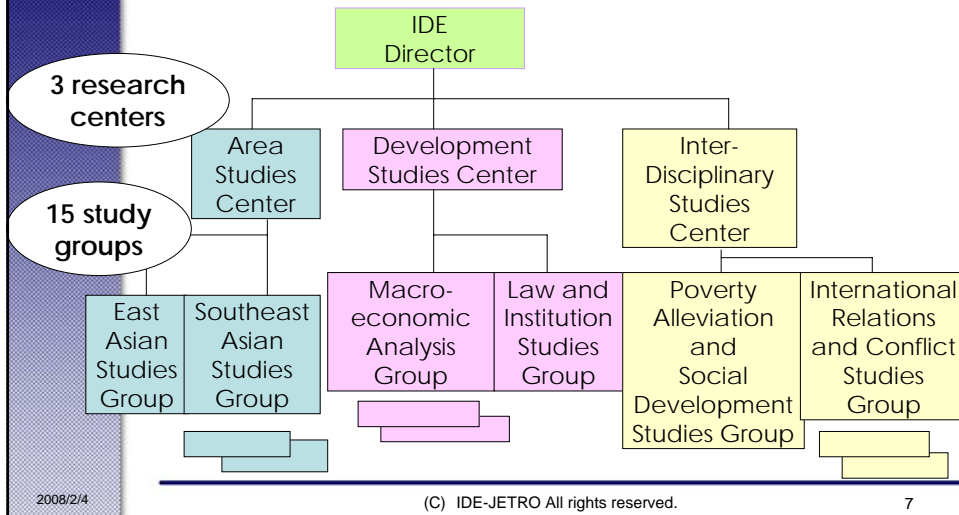 IDE
Director
3 research
centers
Area
Studies
Center
Development
Studies Center
Inter-
Disciplinary
Studies
Center
15 study
groups
East
Asian
Studies
Group
Southeast
Asian
Studies
Group
Macro-
economic
Analysis
Group
Law and
Institution
Studies
Group
Poverty
Alleviation
and
Social
Development
Studies Group
International
Relations
and Conflict
Studies
Group
2008/2/4
(C) IDE-JETRO All rights reserved.
7